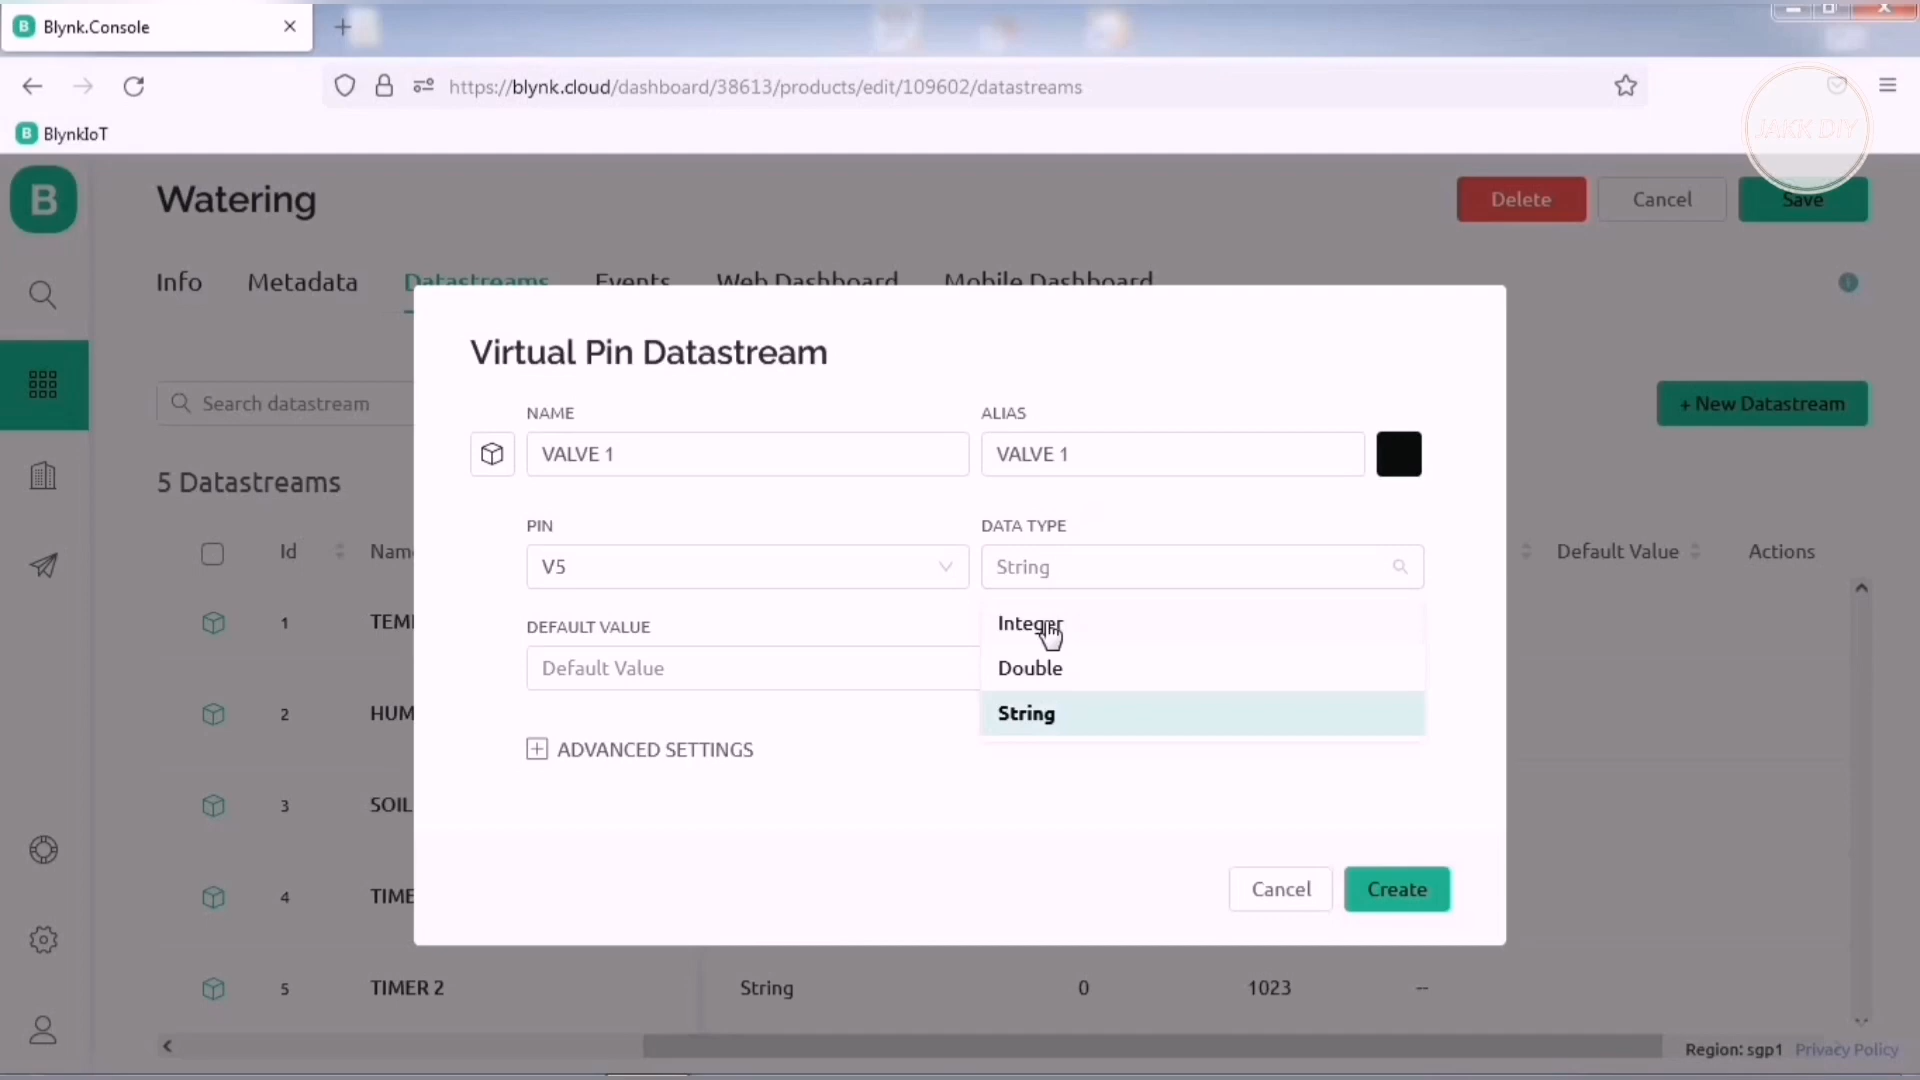 Blynk.Console
https://blynk.cloud/dashboard/38613/products/edit/109602/datastreams
JAKK DIY
B BlynkIoT
B
Watering
Delete
Cancel
Save
Info
Metadata
Datastreams
Events
Web Dashboard
Mobile Dashboard
Virtual Pin Datastream
NAME
ALIAS
VALVE 1
VALVE 1
Search datastream
+ New Datastream
5 Datastreams
PIN
DATA TYPE
V5
String
Id
Default Value
Actions
DEFAULT VALUE
Default Value
Integer
Double
String
ADVANCED SETTINGS
1
2
3 SOIL
4
Cancel
Create
5 TIMER 2 String 0 1023 --
Region: sgp1 Privacy Policy